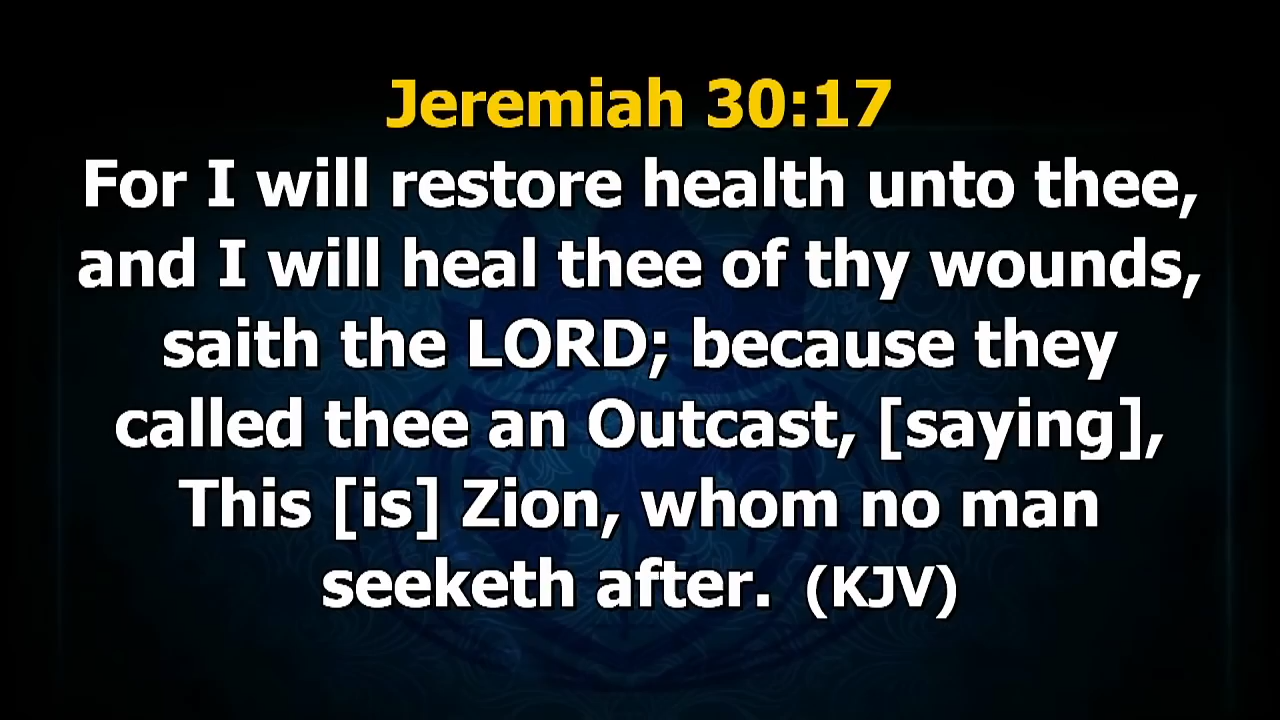 Jeremiah 30:17
For I will restore health unto thee,
and I will heal thee of thy wounds,
saith the LORD; because they
called thee an Outcast, [saying],
This [is] Zion, whom no man
seeketh after. (KJV)